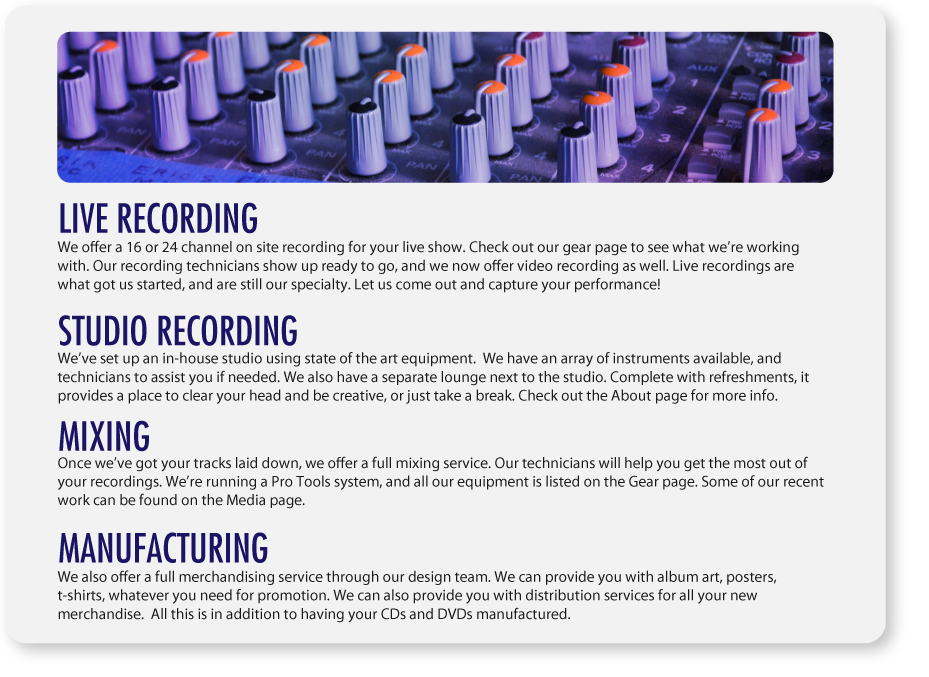 AUX
1
2
3
4
PAN
PAN
PAN
MAX
MAX
2
3
LIVE RECORDING
We offer a 16 or 24 channel on site recording for your live show. Check out our gear page to see what we’re working
with. Our recording technicians show up ready to go, and we now offer video recording as well. Live recordings are
what got us started, and are still our specialty. Let us come out and capture your performance!
STUDIO RECORDING
We’ve set up an in-house studio using state of the art equipment.  We have an array of instruments available, and
technicians to assist you if needed. We also have a separate lounge next to the studio. Complete with refreshments, it
provides a place to clear your head and be creative, or just take a break. Check out the About page for more info.
MIXING
Once we’ve got your tracks laid down, we offer a full mixing service. Our technicians will help you get the most out of
your recordings. We’re running a Pro Tools system, and all our equipment is listed on the Gear page. Some of our recent
work can be found on the Media page.
MANUFACTURING
We also offer a full merchandising service through our design team. We can provide you with album art, posters,
t-shirts, whatever you need for promotion. We can also provide you with distribution services for all your new
merchandise.  All this is in addition to having your CDs and DVDs manufactured.